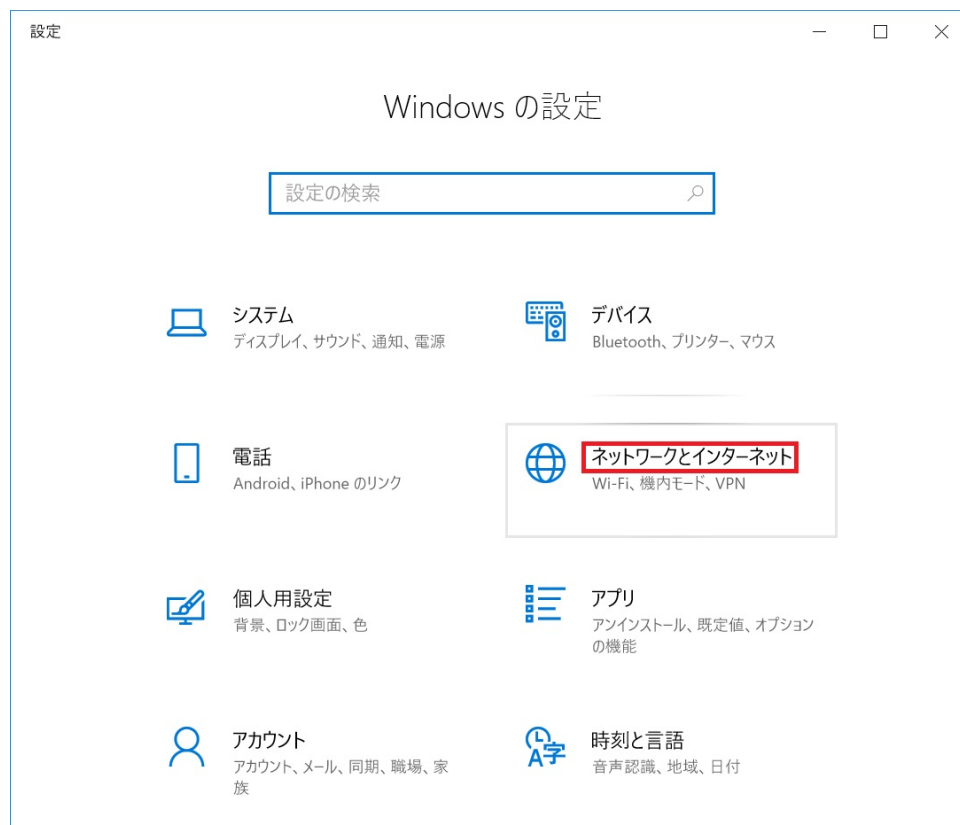 設定
Windows の設定
設定の検索
システム
ディスプレイ、サウンド、通知、電源
デバイス
Bluetooth、プリンター、マウス
電話
Android、iPhone のリンク
ネットワークとインターネット
Wi-Fi、機内モード、VPN
個人用設定
背景、ロック画面、色
アプリ
アンインストール、既定値、オプション
の機能
アカウント
アカウント、メール、同期、職場、家
族
時刻と言語
音声認識、地域、日付